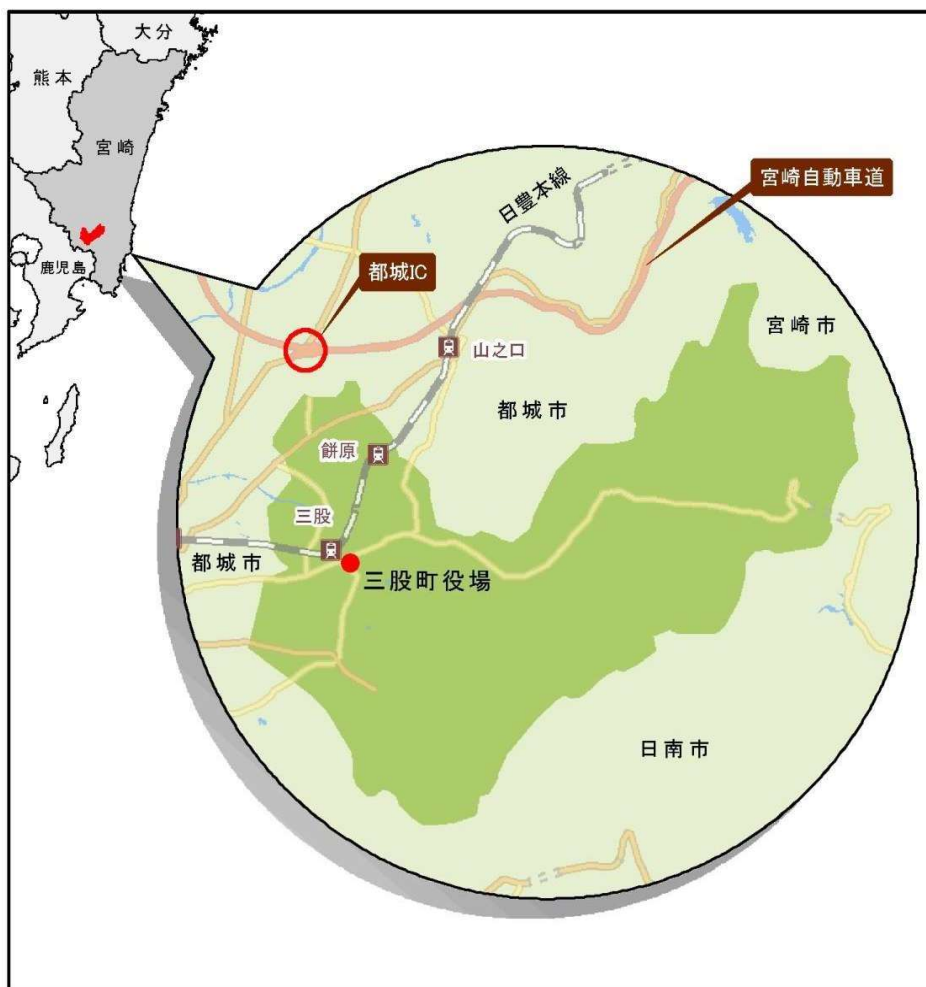 大分
熊本
宮崎
鹿児島
宮崎自動車道
日豊本線
都城IC
宮崎市
山之口
都城市
餅原
三股
都城市
三股町役場
日南市